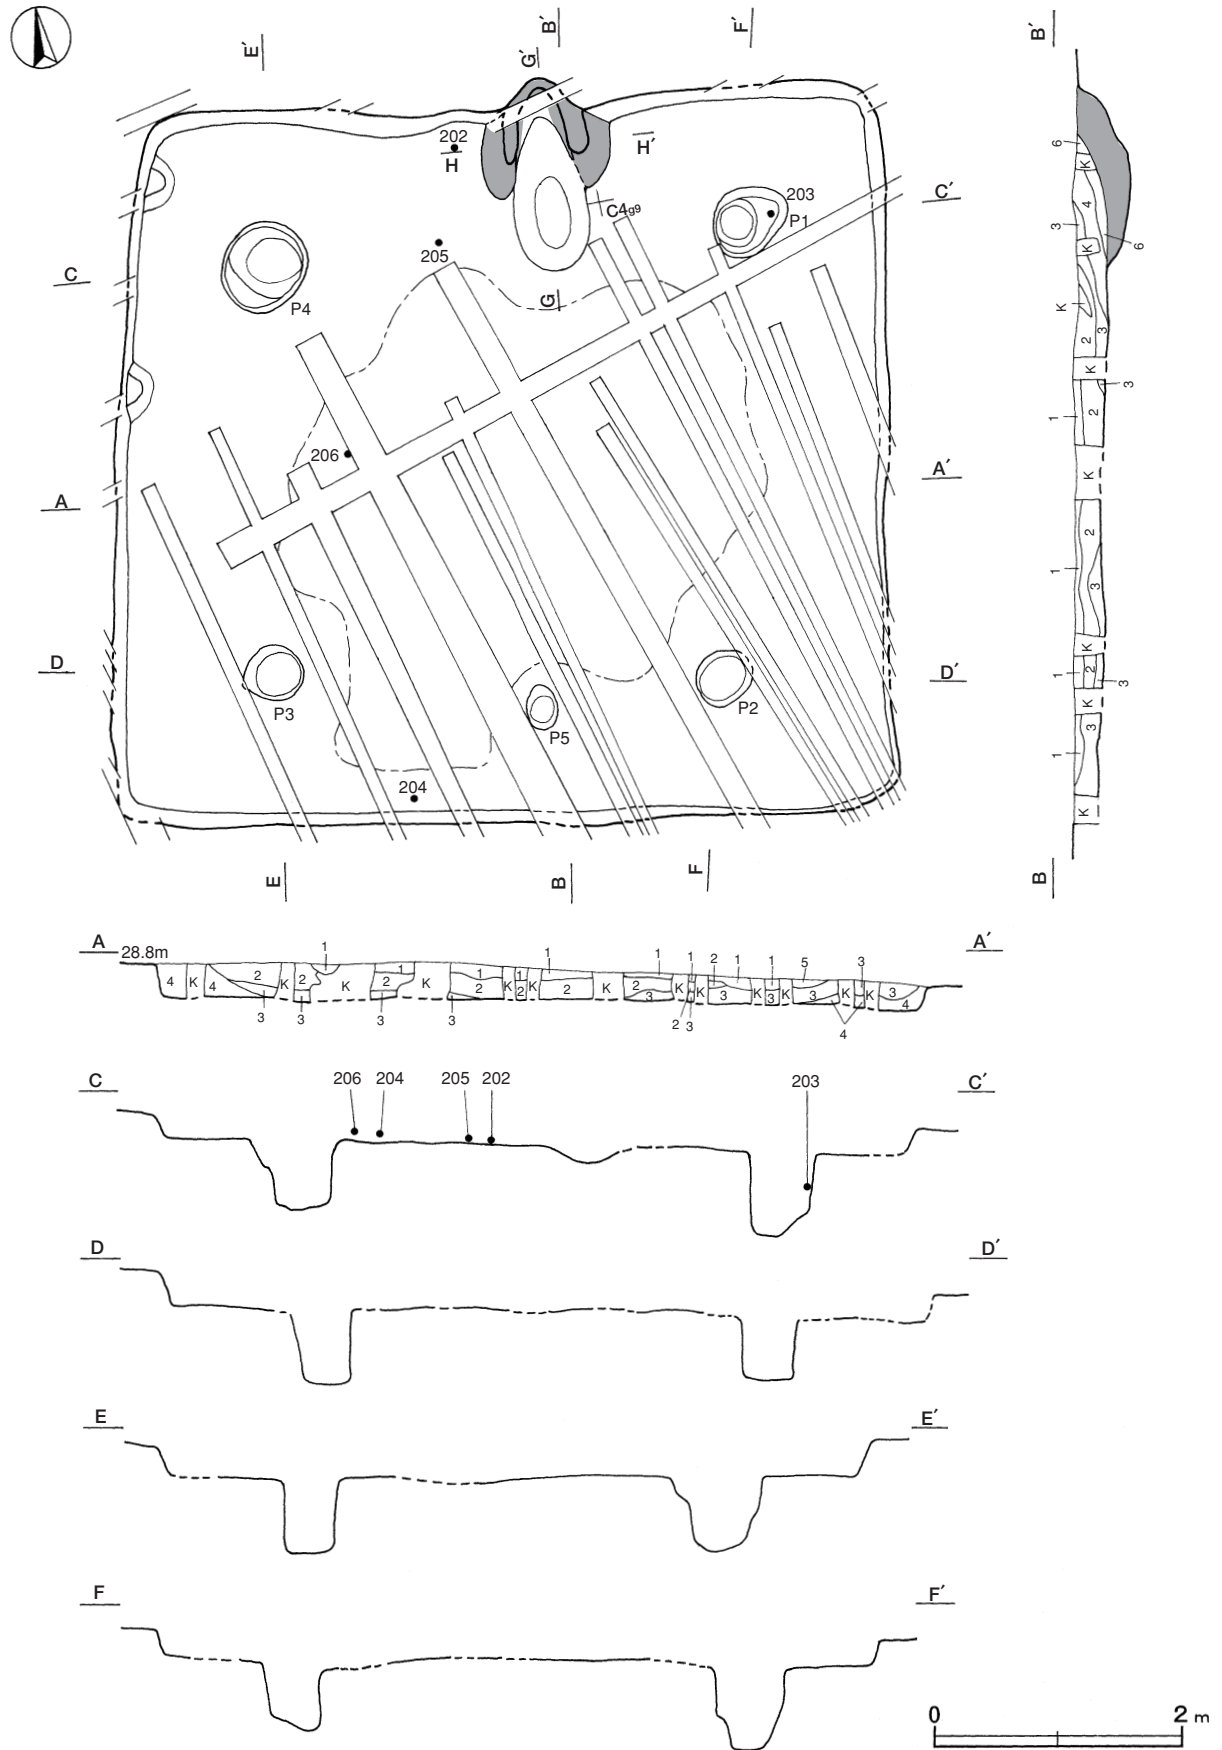 E′ B′ F′ B′
G′
202
H H′
203
C4g9 P1 C′
205
C
P4 G
206 A′
A
D D′
P3 P2
P5
204
E B F B
6
K
4
3
K
6
K
2
3
K
3
1
2
K
2
1
3
K
1
2
3
K
3
1
K
A 28.8m A′
1 1 1 1 2 1 1 5 3
4 K 4 2 K 2 K 1 2 K 1 2 K 1 2 K 2 K 2 3 K K 3 K 3 K 3 K K 3 4
3 3 3 3 2 3 4
C 206 204 205 202 203 C′
D D′
E E′
F F′
0 2 m